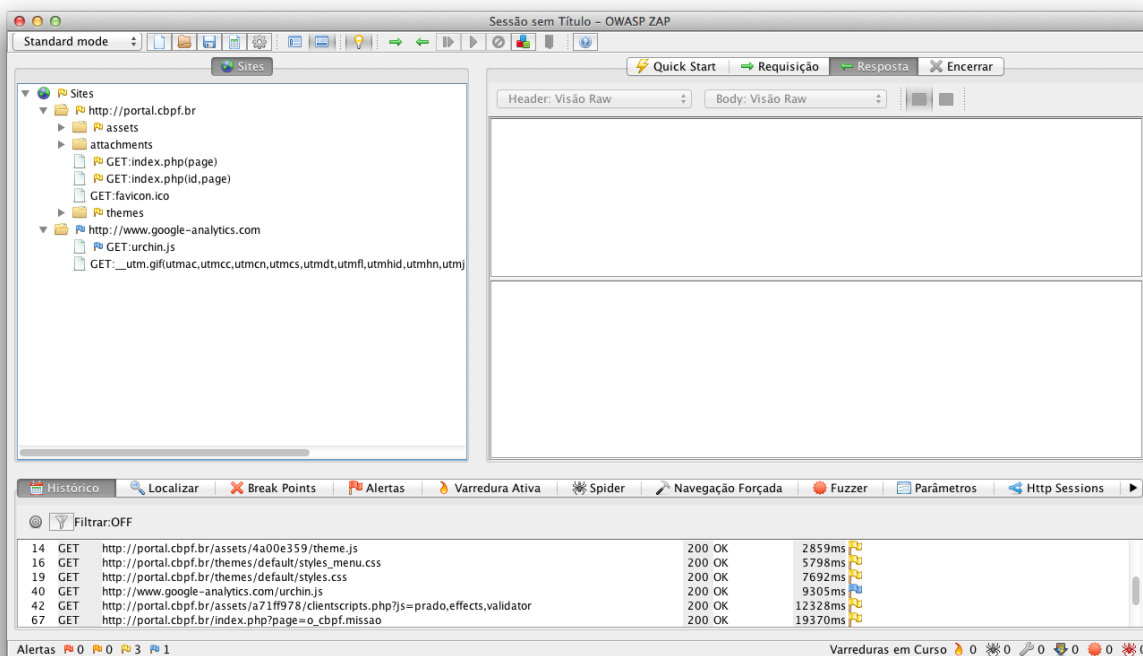 Sessão sem Título - OWASP ZAP
Standard mode
Sites
Quick Start Requisição Resposta Encerrar
Header: Visão Raw Body: Visão Raw
Sites
http://portal.cbpf.br
assets
attachments
GET:index.php(page)
GET:index.php(id,page)
GET:favicon.ico
themes
http://www.google-analytics.com
GET:urchin.js
GET:__utm.gif(utmac,utmcc,utmcn,utmcs,utmdt,utmfl,utmhid,utmhn,utmj
Histórico Localizar Break Points Alertas Varredura Ativa Spider Navegação Forçada Fuzzer Parâmetros Http Sessions
Filtrar:OFF
14 GET http://portal.cbpf.br/assets/4a00e359/theme.js 200 OK 2859ms
16 GET http://portal.cbpf.br/themes/default/styles_menu.css 200 OK 5798ms
19 GET http://portal.cbpf.br/themes/default/styles.css 200 OK 7692ms
40 GET http://www.google-analytics.com/urchin.js 200 OK 9305ms
42 GET http://portal.cbpf.br/assets/a71ff978/clientscripts.php?js=prado,effects,validator 200 OK 12328ms
67 GET http://portal.cbpf.br/index.php?page=o_cbpf.missao 200 OK 19370ms
Alertas 0 0 3 1 Varreduras em Curso 0 0 0 0 0